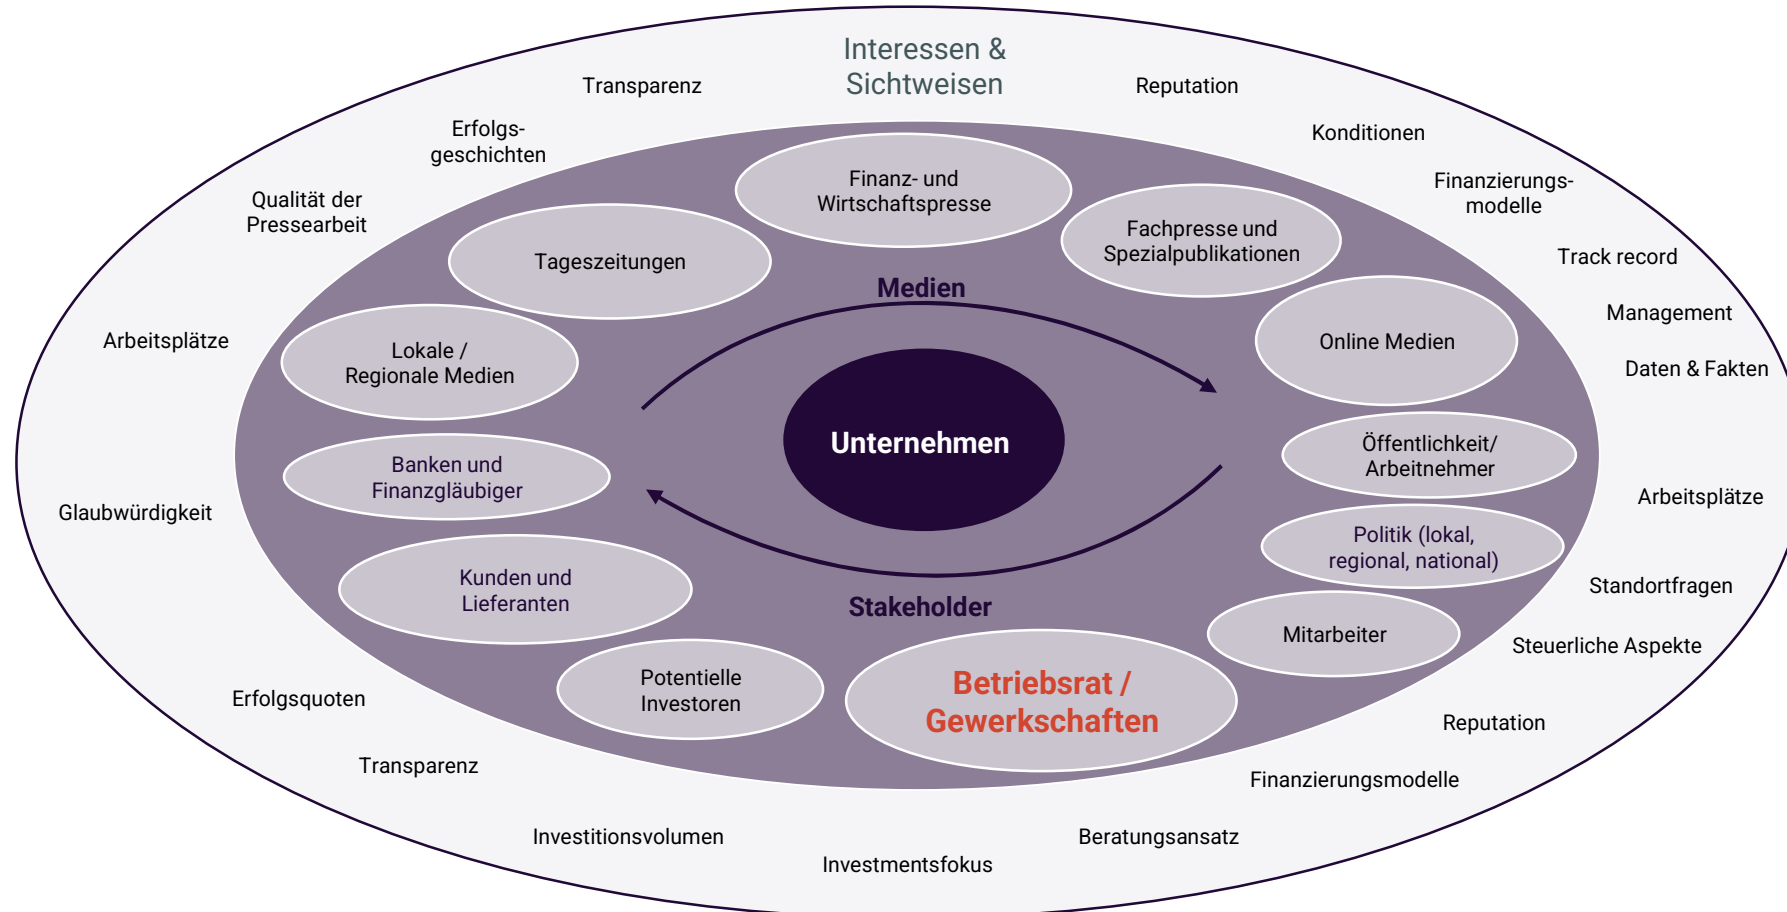 Interessen &
Sichtweisen
Transparenz
Reputation
Erfolgs-
geschichten
Konditionen
Qualität der
Pressearbeit
Finanzierungs-
modelle
Track record
Management
Daten & Fakten
Arbeitsplätze
Glaubwürdigkeit
Finanz- und
Wirtschaftspresse
Tageszeitungen
Fachpresse und
Spezialpublikationen
Lokale /
Regionale Medien
Online Medien
Medien
Unternehmen
Stakeholder
Banken und
Finanzgläubiger
Öffentlichkeit/
Arbeitnehmer
Kunden und
Lieferanten
Politik (lokal,
regional, national)
Potentielle
Investoren
Betriebsrat /
Gewerkschaften
Mitarbeiter
Arbeitsplätze
Standortfragen
Steuerliche Aspekte
Reputation
Finanzierungsmodelle
Beratungsansatz
Investmentsfokus
Investitionsvolumen
Transparenz
Erfolgsquoten